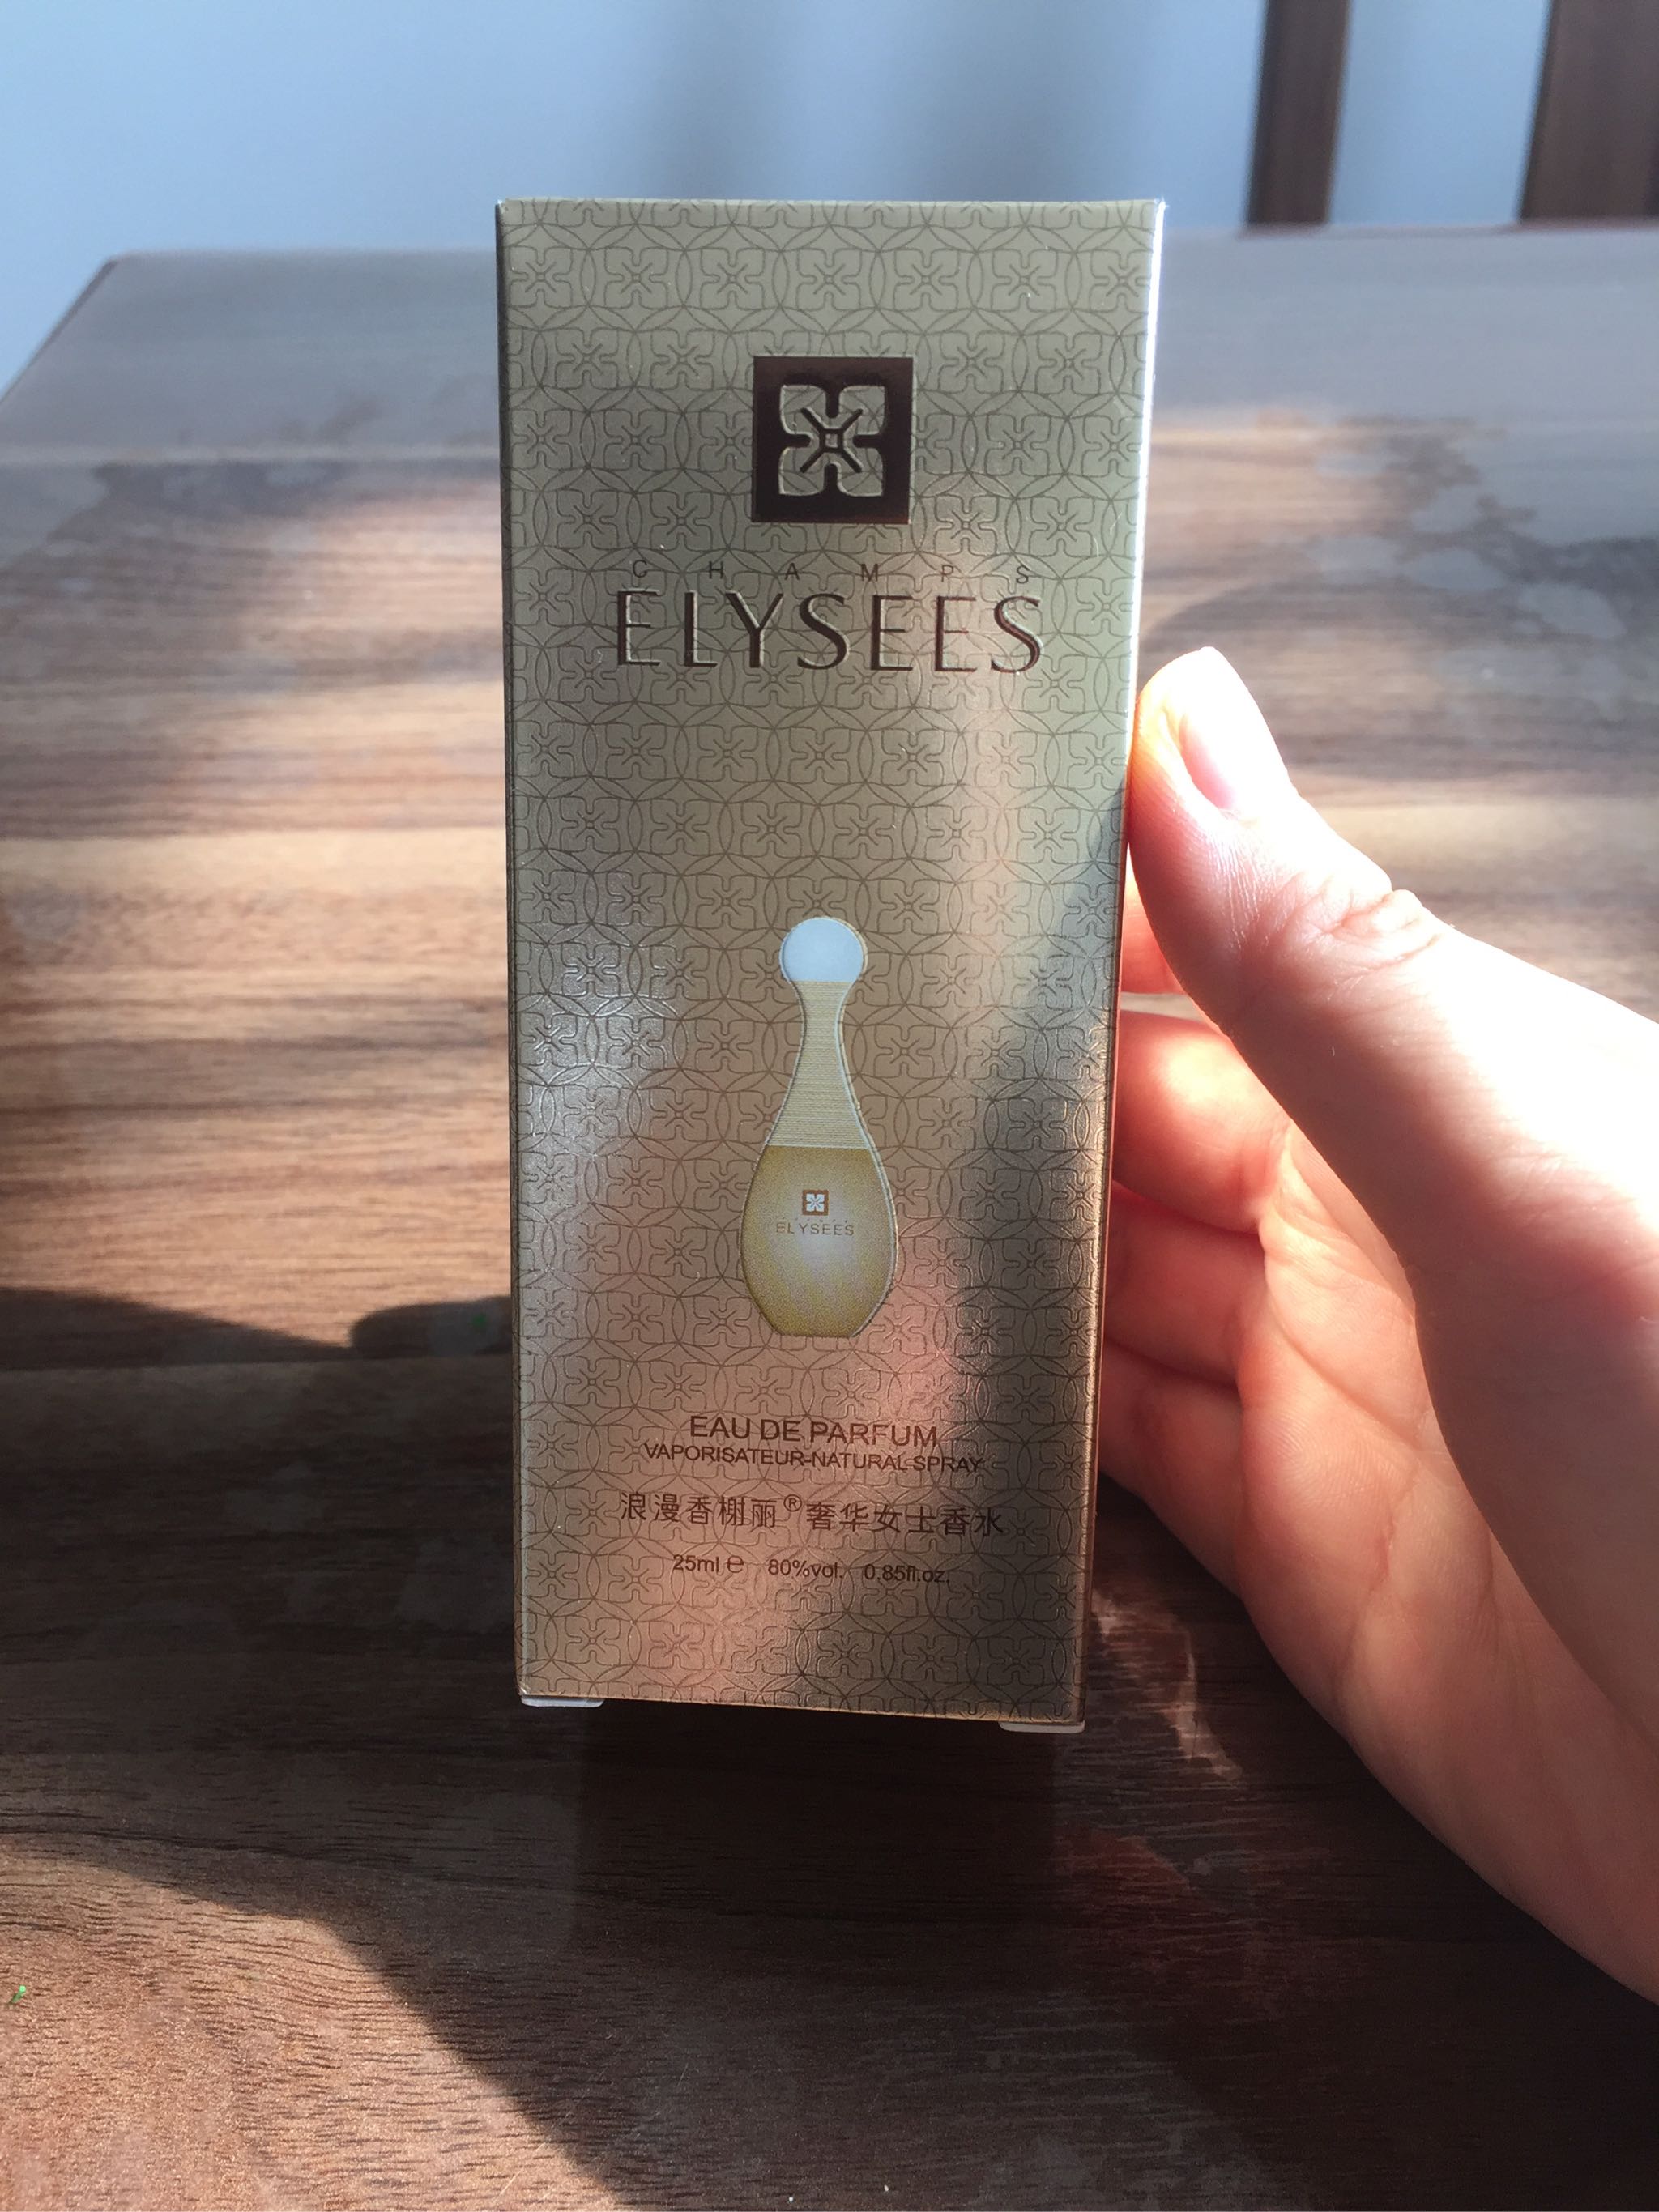 CHAMPS
ELYSEES
ELYSEES
EAU DE PARFUM
VAPORISATEUR-NATURAL SPRAY
浪漫香榭丽®奢华女士香水
25ml ℮ 80%vol. 0.85fl.oz.